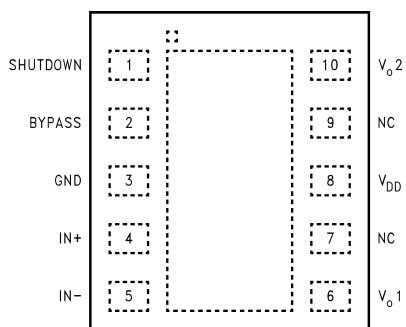 SHUTDOWN 1 10 Vo2
BYPASS 2 9 NC
GND 3 8 VDD
IN+ 4 7 NC
IN- 5 6 Vo1